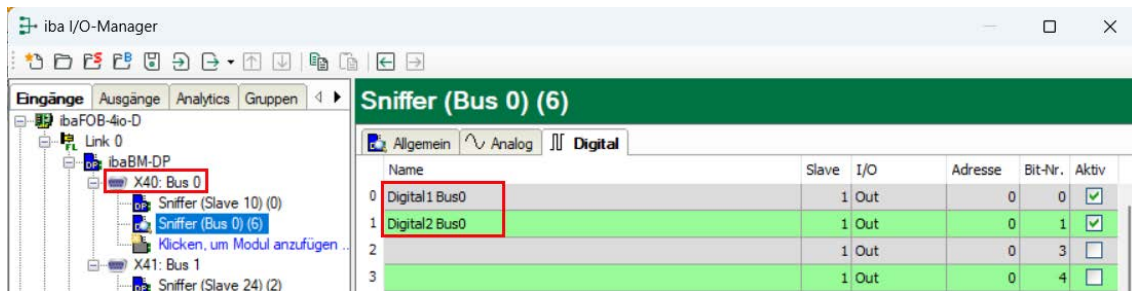 iba I/O-Manager
Eingänge Ausgänge Analytics Gruppen
ibaFOB-4io-D
Link 0
ibaBM-DP
X40: Bus 0
Sniffer (Slave 10) (0)
Sniffer (Bus 0) (6)
Klicken, um Modul anzufügen ..
X41: Bus 1
Sniffer (Slave 24) (2)
Sniffer (Bus 0) (6)
Allgemein Analog Digital
Name Slave I/O Adresse Bit-Nr. Aktiv
0 Digital1 Bus0 1 Out 0 0
1 Digital2 Bus0 1 Out 0 1
2 1 Out 0 3
3 1 Out 0 4